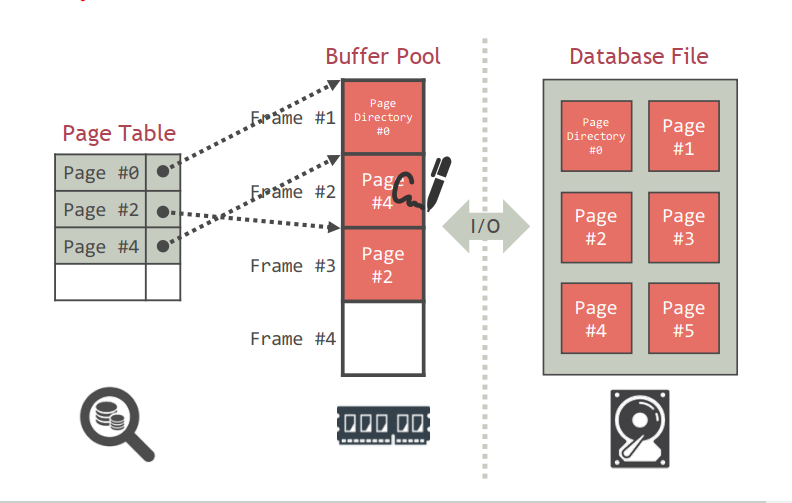 Buffer Pool
Database File
Page Table
Page #0
Page #2
Page #4
Frame #1
Frame #2
Frame #3
Frame #4
Page
Directory
#0
Page
#4
Page
#2
I/O
Page
Directory
#0
Page
#1
Page
#2
Page
#3
Page
#4
Page
#5